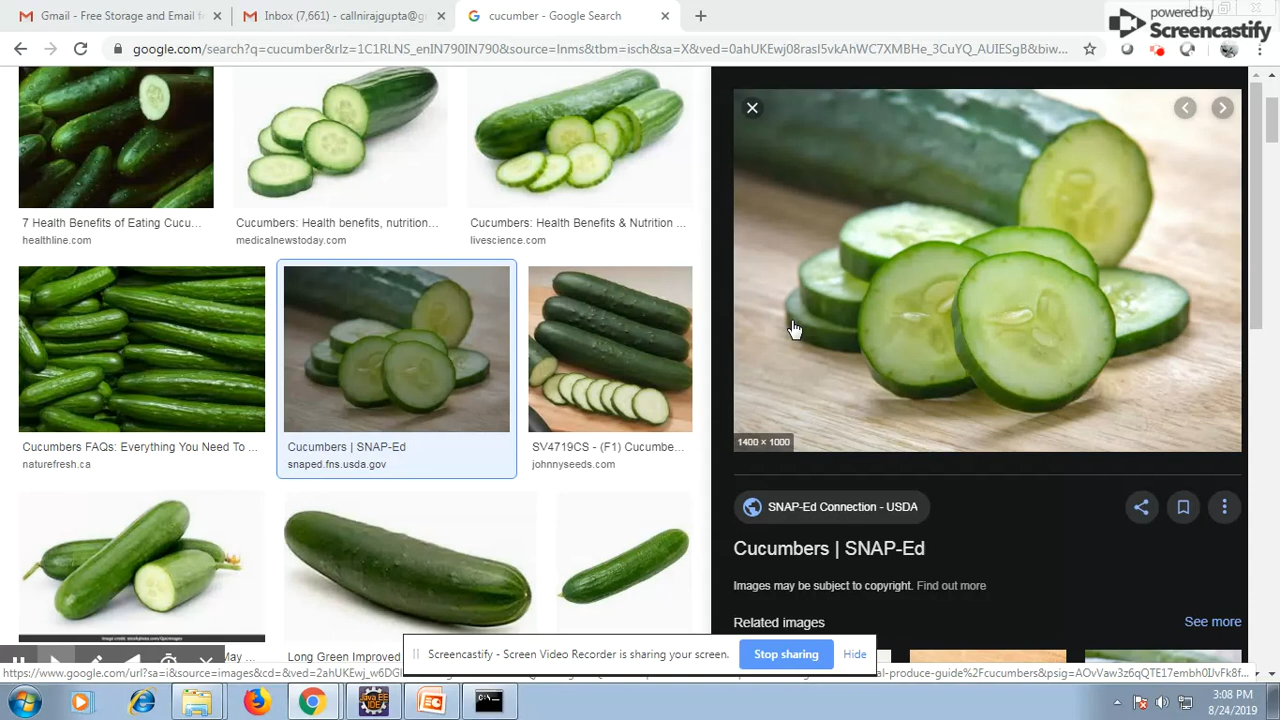 Gmail - Free Storage and Email f
Inbox (7,661) - callnirajgupta@g
cucumber - Google Search
powered by
Screencastify
google.com/search?q=cucumber&rlz=1C1RLNS_enIN790IN790&source=lnms&tbm=isch&sa=X&ved=0ahUKEwj08rasl5vkAhWC7XMBHe_3CuYQ_AUIESgB&biw...
7 Health Benefits of Eating Cucu...
healthline.com
Cucumbers: Health benefits, nutrition...
medicalnewstoday.com
Cucumbers: Health Benefits & Nutrition ...
livescience.com
Cucumbers FAQs: Everything You Need To ...
naturefresh.ca
Cucumbers | SNAP-Ed
snaped.fns.usda.gov
SV4719CS - (F1) Cucumbe...
johnnyseeds.com
1400 × 1000
SNAP-Ed Connection - USDA
Cucumbers | SNAP-Ed
Images may be subject to copyright. Find out more
Related images
See more
May ...
Long Green Improved
Screencastify - Screen Video Recorder is sharing your screen.
Stop sharing
Hide
3:08 PM
8/24/2019